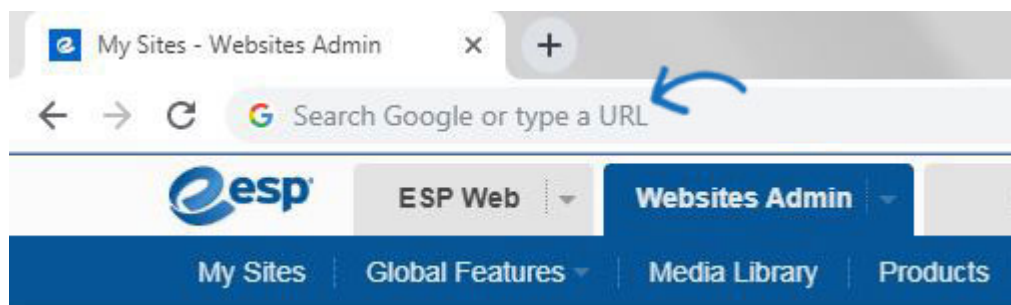 My Sites - Websites Admin
Search Google or type a URL
esp ESP Web Websites Admin
My Sites Global Features Media Library Products